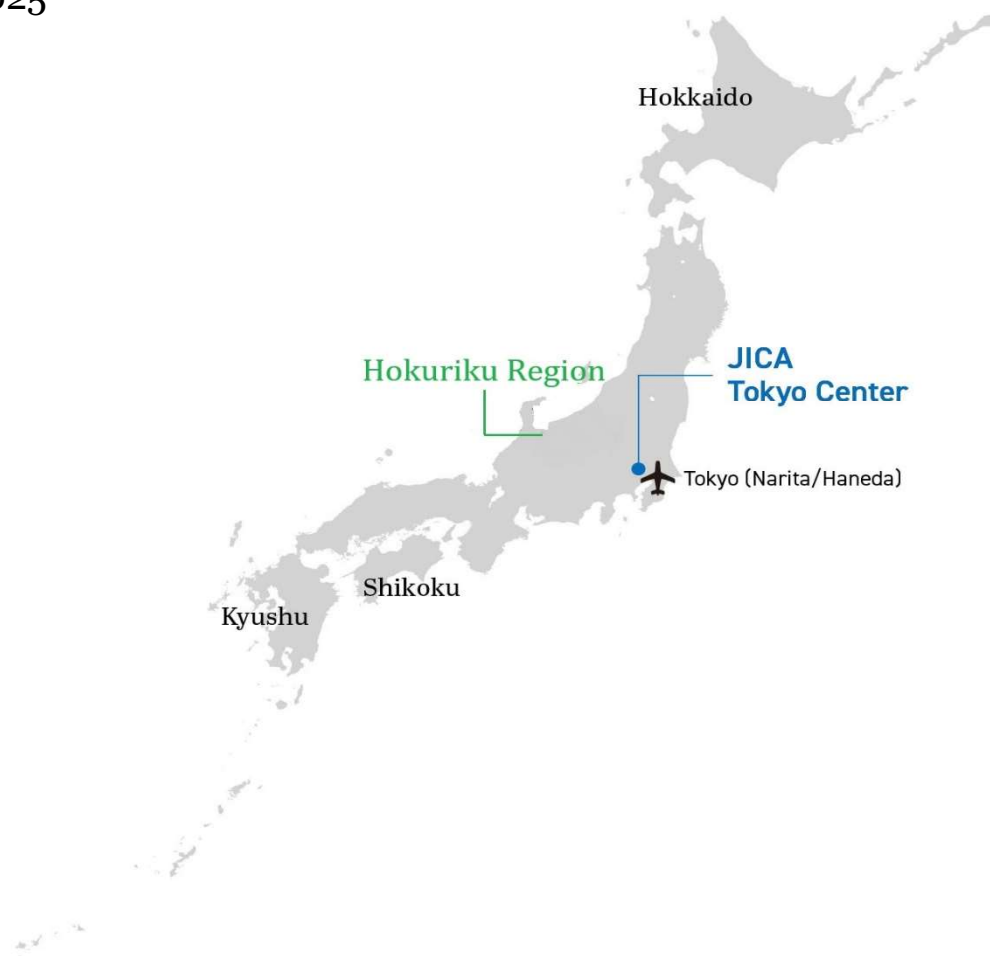 Hokkaido
JICA
Tokyo Center
Hokuriku Region
Tokyo (Narita/Haneda)
Shikoku
Kyushu